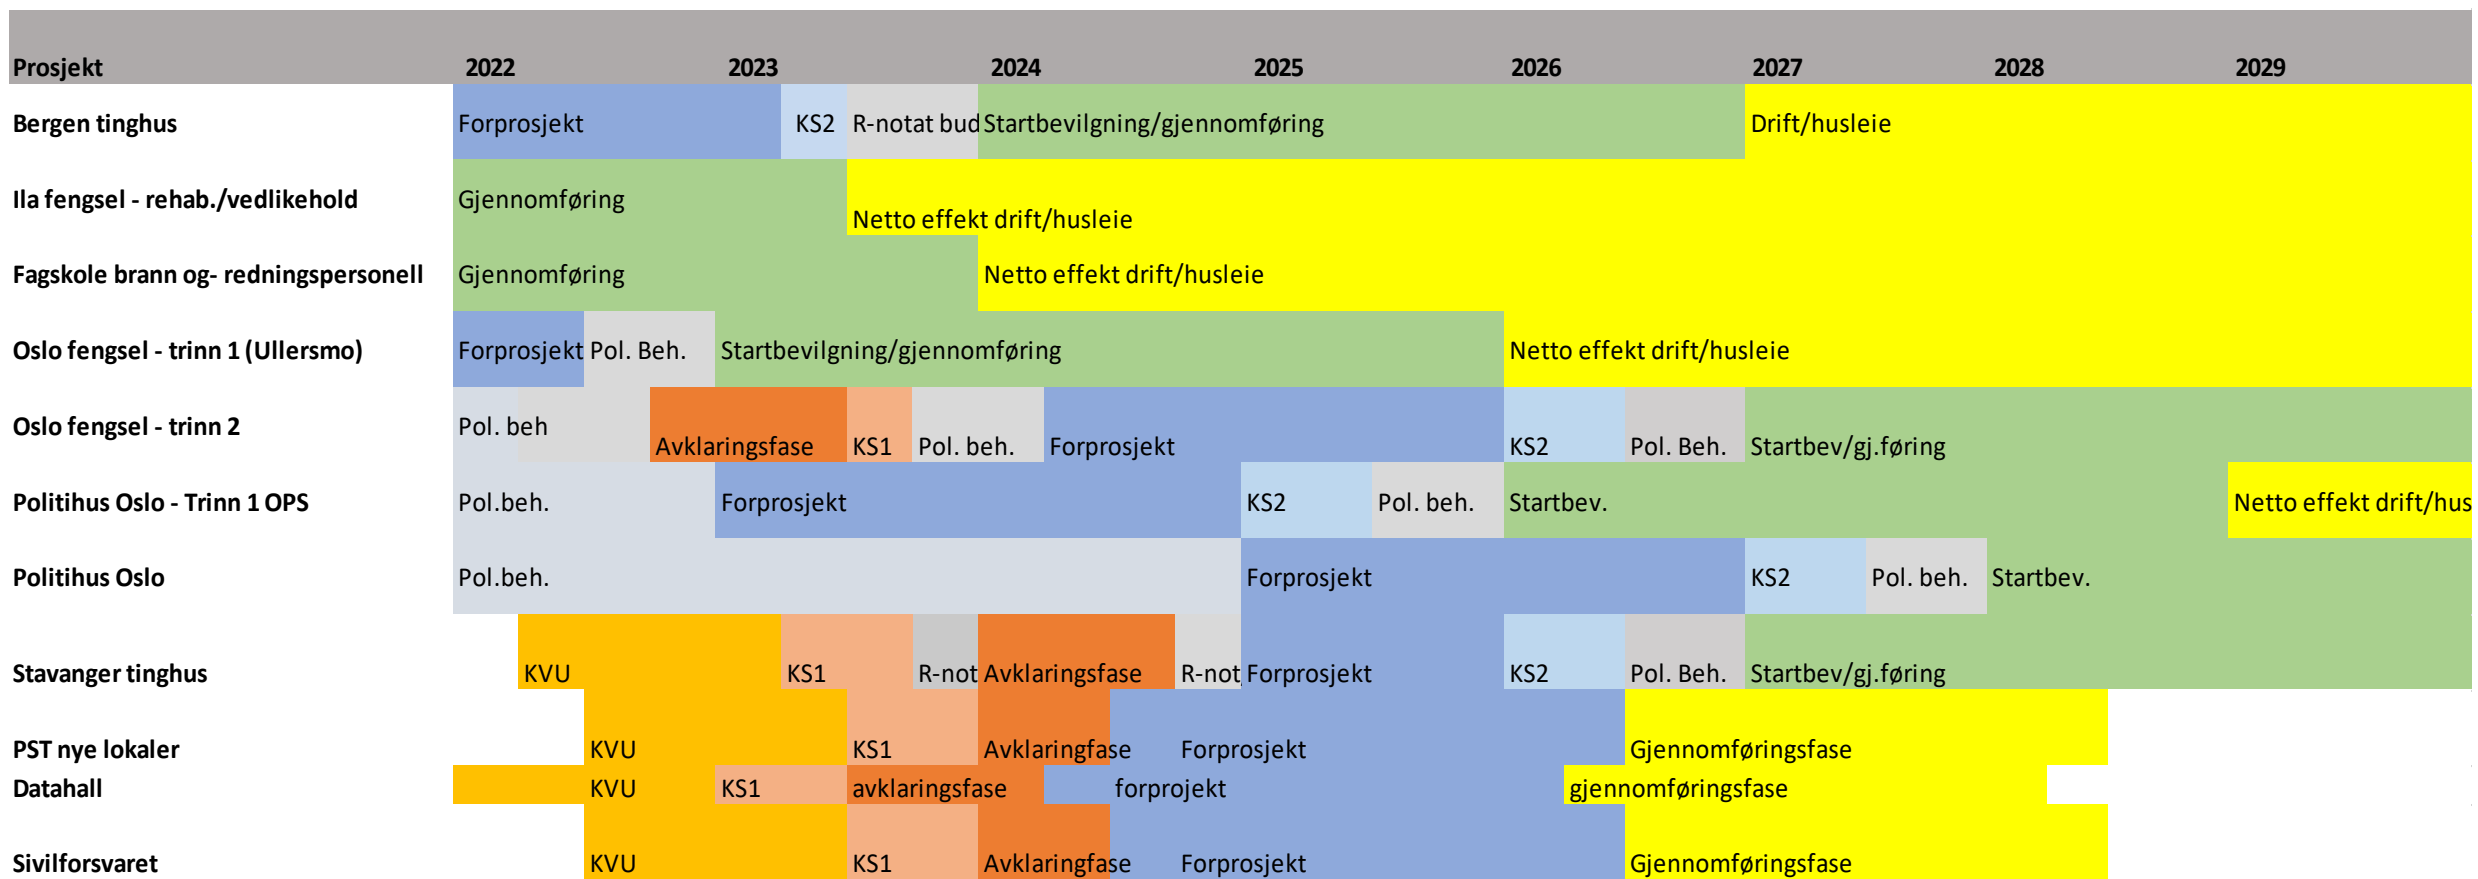 Prosjekt 2022 2023 2024 2025 2026 2027 2028 2029
Bergen tinghus Forprosjekt KS2 R-notat bud Startbevilgning/gjennomføring Drift/husleie
Ila fengsel - rehab./vedlikehold Gjennomføring Netto effekt drift/husleie
Fagskole brann og- redningspersonell Gjennomføring Netto effekt drift/husleie
Oslo fengsel - trinn 1 (Ullersmo) Forprosjekt Pol. Beh. Startbevilgning/gjennomføring Netto effekt drift/husleie
Oslo fengsel - trinn 2 Pol. beh Avklaringsfase KS1 Pol. beh. Forprosjekt KS2 Pol. Beh. Startbev/gj.føring
Politihus Oslo - Trinn 1 OPS Pol.beh. Forprosjekt KS2 Pol. beh. Startbev. Netto effekt drift/hus
Politihus Oslo Pol.beh. Forprosjekt KS2 Pol. beh. Startbev.
Stavanger tinghus KVU KS1 R-not Avklaringsfase R-not Forprosjekt KS2 Pol. Beh. Startbev/gj.føring
PST nye lokaler KVU KS1 Avklaringfase Forprosjekt Gjennomføringsfase
Datahall KVU KS1 avklaringsfase forprojekt gjennomføringsfase
Sivilforsvaret KVU KS1 Avklaringfase Forprosjekt Gjennomføringsfase